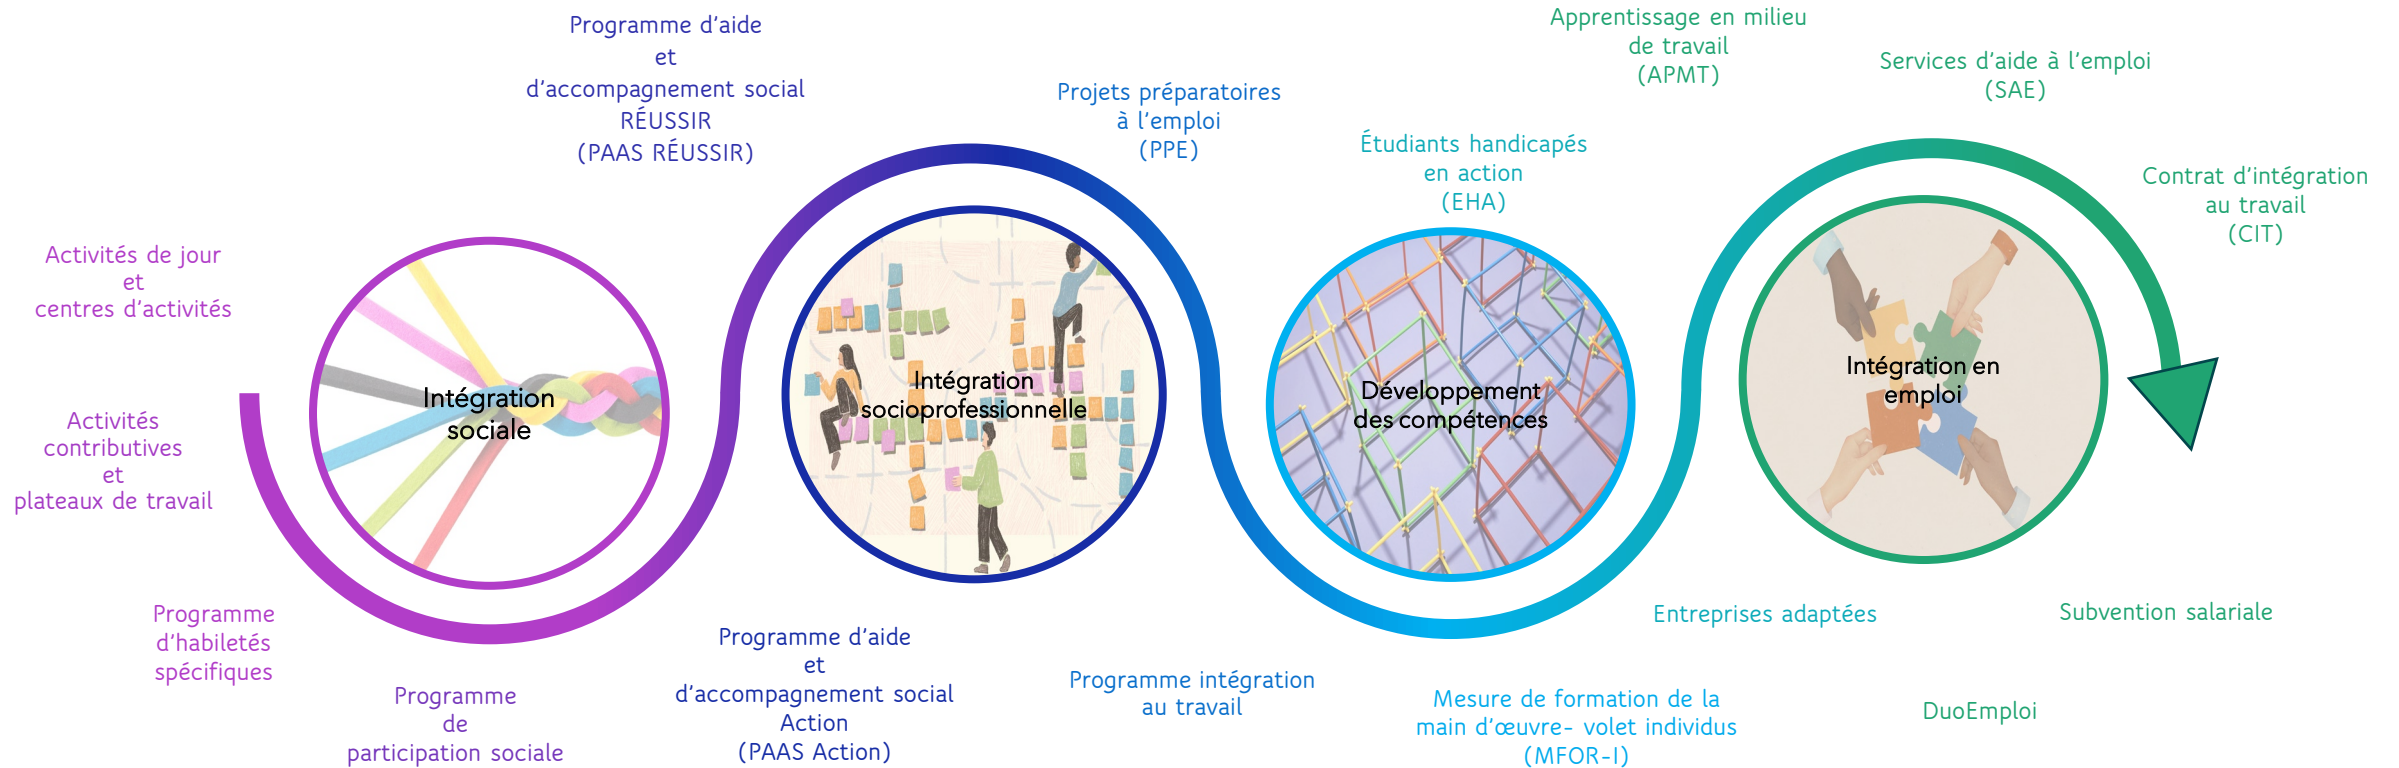 Activités de jour
et
centres d'activités
Activités
contributives
et
plateaux de travail
Programme
d'habiletés
spécifiques
Programme
de
participation sociale
Intégration
sociale
Programme d'aide
et
d'accompagnement social
RÉUSSIR
(PAAS RÉUSSIR)
Programme d'aide
et
d'accompagnement social
Action
(PAAS Action)
Intégration
socioprofessionnelle
Projets préparatoires
à l'emploi
(PPE)
Programme intégration
au travail
Étudiants handicapés
en action
(EHA)
Développement
des compétences
Mesure de formation de la
main d'œuvre- volet individus
(MFOR-I)
Apprentissage en milieu
de travail
(APMT)
Entreprises adaptées
Services d'aide à l'emploi
(SAE)
Intégration en
emploi
Contrat d'intégration
au travail
(CIT)
Subvention salariale
DuoEmploi